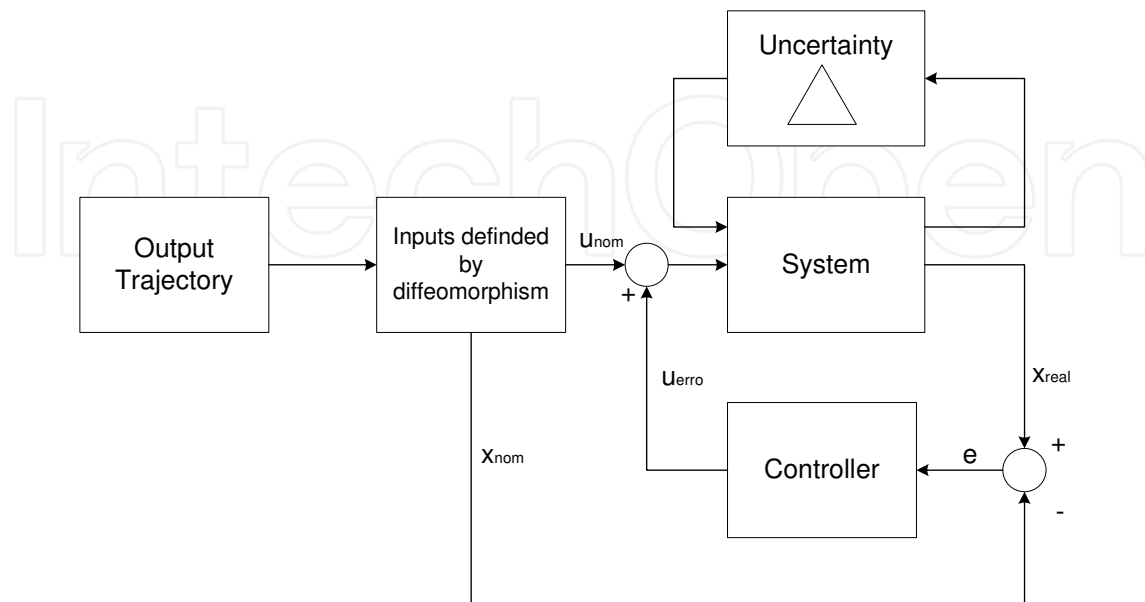 IntechOpen
Uncertainty
Output
Trajectory
Inputs definded
by
diffeomorphism
unom
+
System
uerro
xreal
xnom
Controller
e
+
-